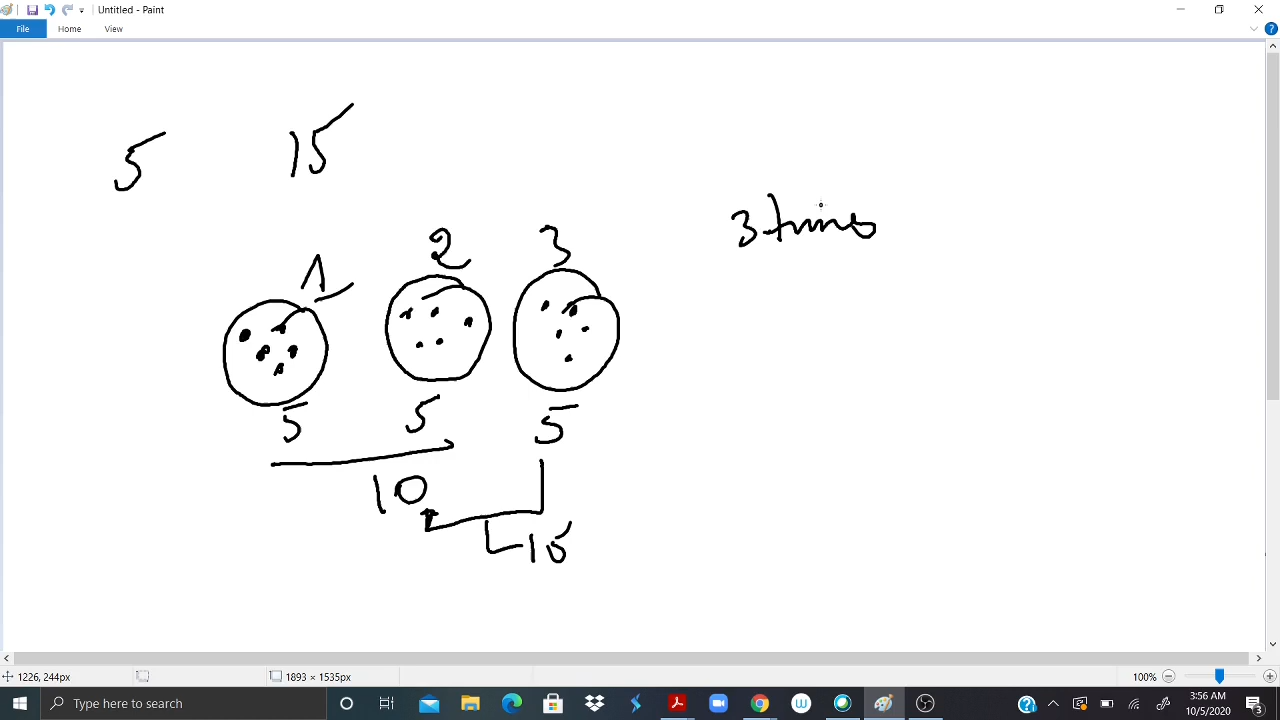 Untitled - Paint
File Home View
5 15
3 times
1 2 3
5 5 5
10
15
1226, 244px 1893 × 1535px 100%
Type here to search
3:56 AM
10/5/2020
3